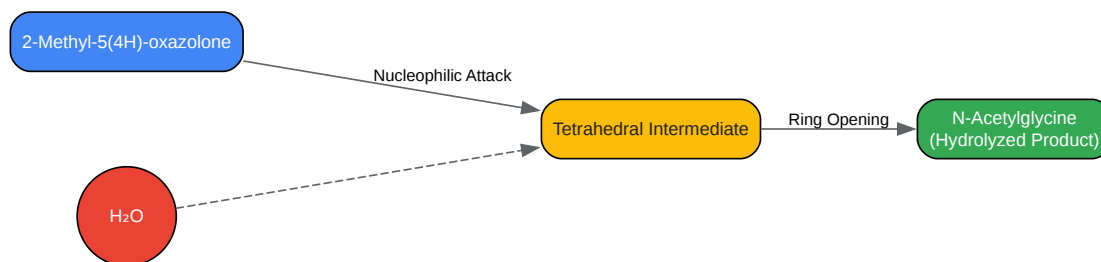 2-Methyl-5(4H)-oxazolone
Nucleophilic Attack
Tetrahedral Intermediate
Ring Opening
N-Acetylglycine
(Hydrolyzed Product)
H₂O